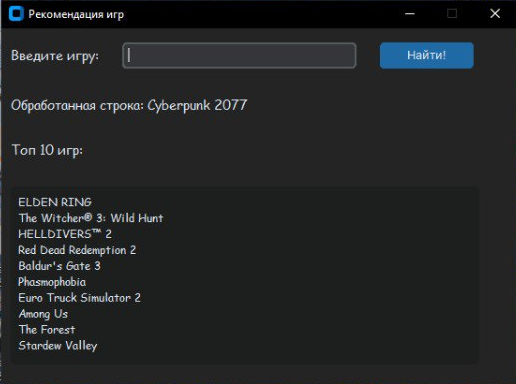 Рекомендация игр
Введите игру:
Найти!
Обработанная строка: Cyberpunk 2077
Топ 10 игр:
ELDEN RING
The Witcher® 3: Wild Hunt
HELLDIVERS™ 2
Red Dead Redemption 2
Baldur's Gate 3
Phasmophobia
Euro Truck Simulator 2
Among Us
The Forest
Stardew Valley